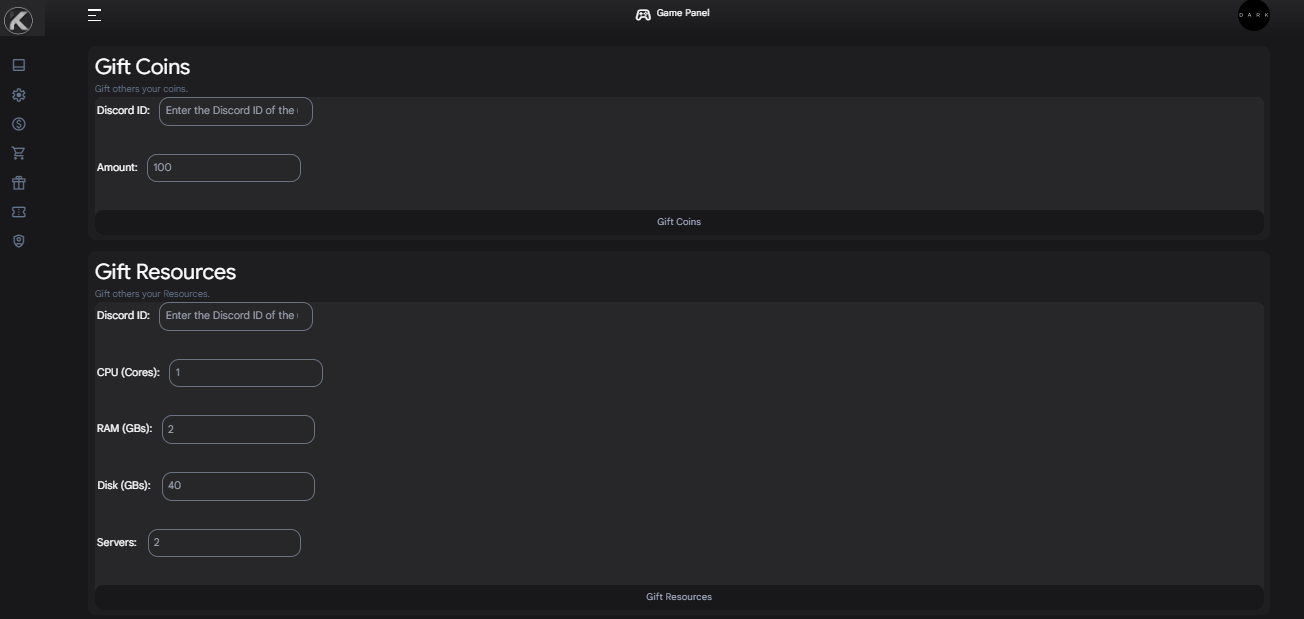 Game Panel
DARK
Gift Coins
Gift others your coins.
Discord ID: Enter the Discord ID of the
Amount: 100
Gift Coins
Gift Resources
Gift others your Resources.
Discord ID: Enter the Discord ID of the
CPU (Cores): 1
RAM (GBs): 2
Disk (GBs): 40
Servers: 2
Gift Resources